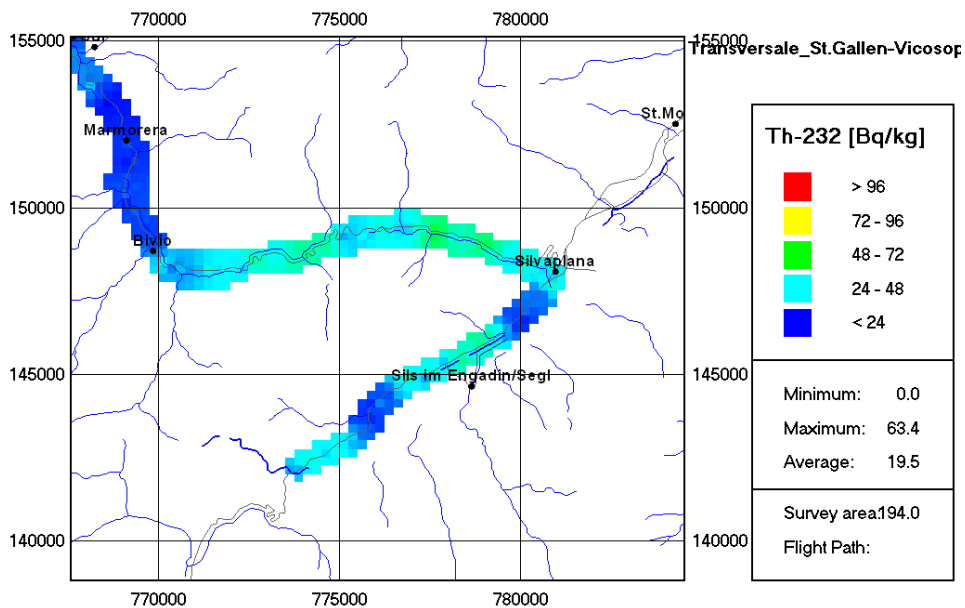 770000 775000 780000
155000 155000
Transversale_St.Gallen-Vicosop
St.Mo
Marmorera
Th-232 [Bq/kg]
> 96
72 - 96
48 - 72
24 - 48
< 24
150000 150000
Bivio
Silvaplana
145000 145000
Sils im Engadin/Segl
Minimum: 0.0
Maximum: 63.4
Average: 19.5
Survey area:194.0
Flight Path:
140000 140000
770000 775000 780000